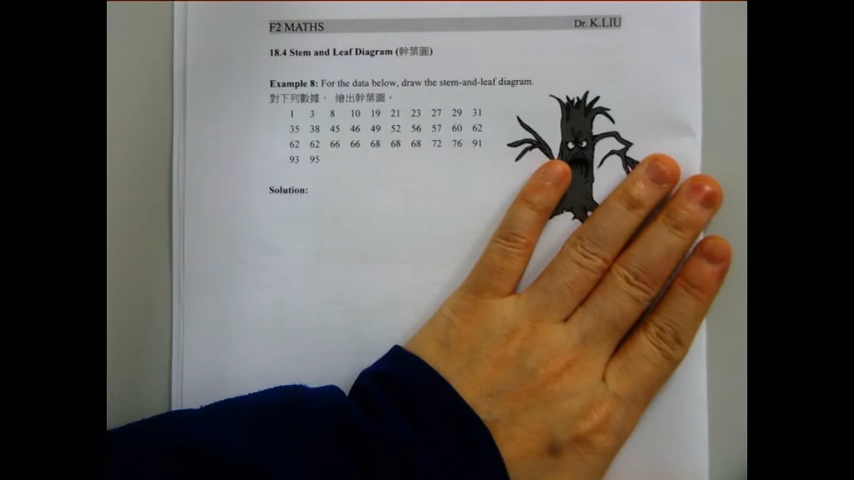 F2 MATHS Dr. K.LIU
18.4 Stem and Leaf Diagram (幹葉圖)
Example 8: For the data below, draw the stem-and-leaf diagram.
對下列數據， 繪出幹葉圖。
1 3 8 10 19 21 23 27 29 31
35 38 45 46 49 52 56 57 60 62
62 62 66 66 68 68 68 72 76 91
93 95
Solution: